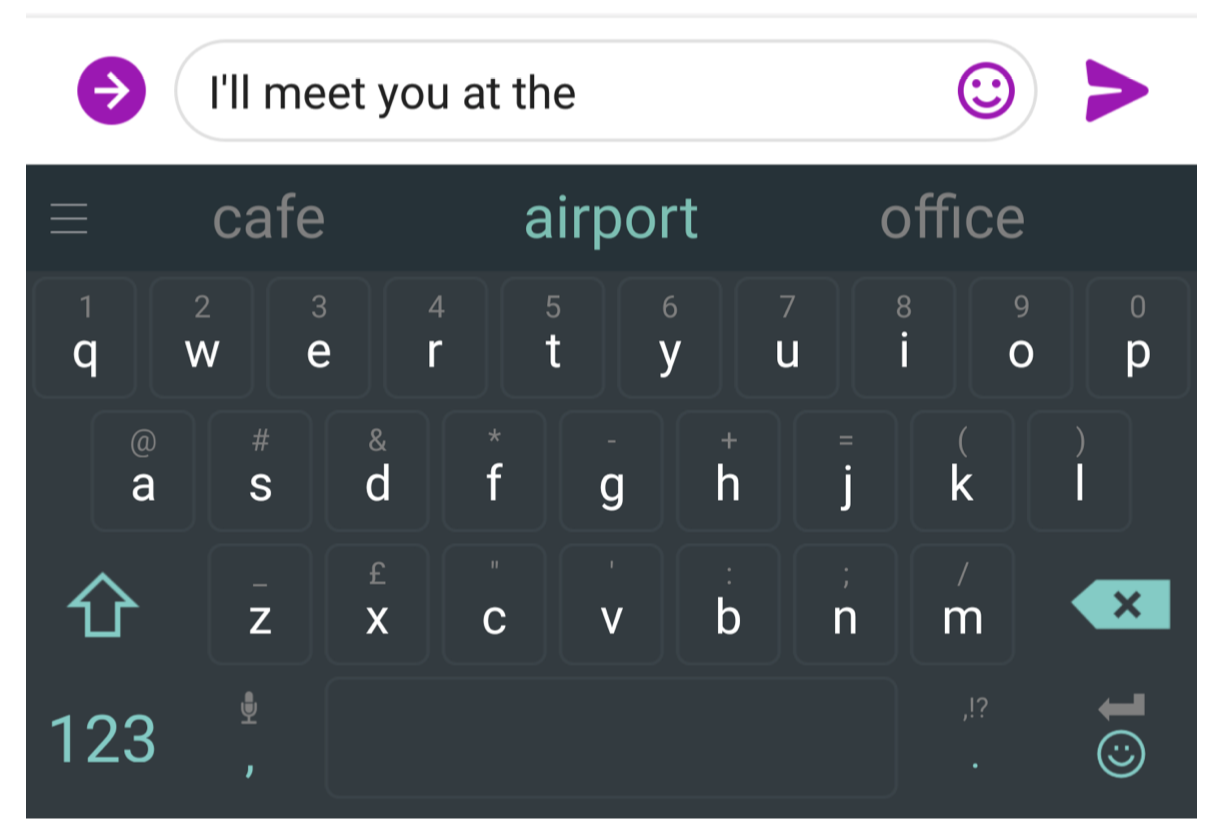 I'll meet you at the
cafe airport office
1 2 3 4 5 6 7 8 9 0
q w e r t y u i o p
@ # & * - + = ( )
a s d f g h j k l
_ £ " ' : ; /
z x c v b n m
123 , ,!? .